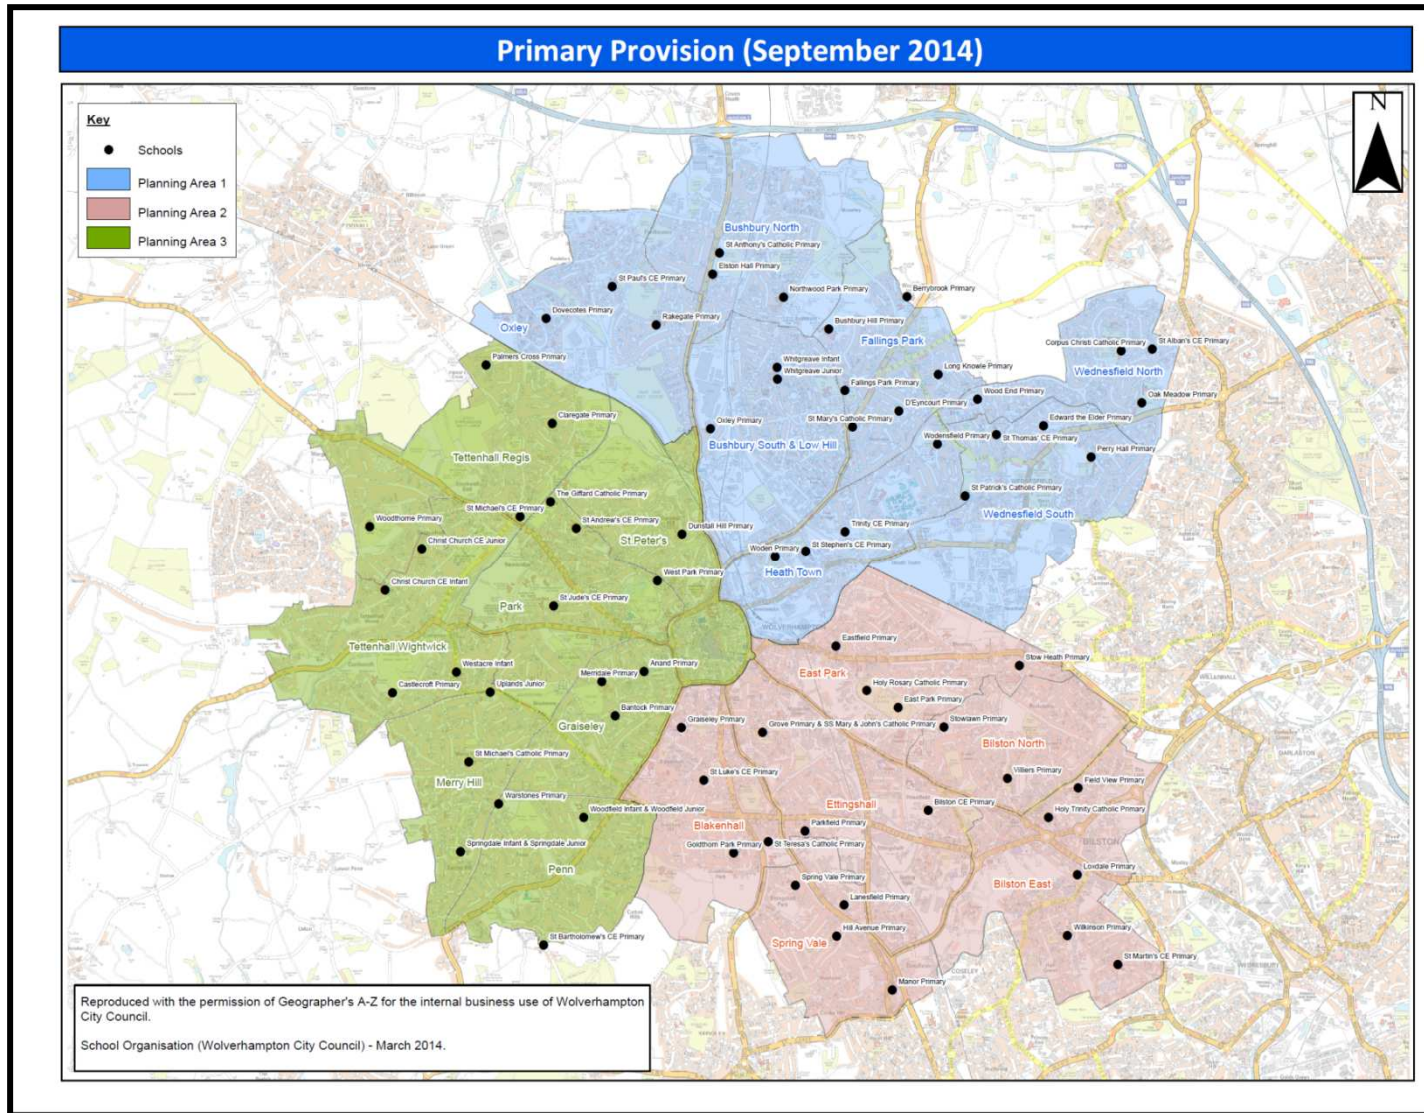 Primary Provision (September 2014)
Key
Schools
Planning Area 1
Planning Area 2
Planning Area 3
N
Bushbury North
St Anthony's Catholic Primary
Elston Hall Primary
St Paul's CE Primary
Northwood Park Primary
Berrybrook Primary
Dovecotes Primary
Oxley
Rakegate Primary
Bushbury Hill Primary
Fallings Park
Corpus Christi Catholic Primary
St Alban's CE Primary
Palmers Cross Primary
Whitgreave Infant
Whitgreave Junior
Long Knowle Primary
Wednesfield North
Fallings Park Primary
Wood End Primary
D'Eyncourt Primary
Oak Meadow Primary
Claregate Primary
Oxley Primary
St Mary's Catholic Primary
Edward the Elder Primary
Bushbury South & Low Hill
Wodensfield Primary
St Thomas' CE Primary
Perry Hall Primary
Tettenhall Regis
The Giffard Catholic Primary
St Patrick's Catholic Primary
St Michael's CE Primary
Wednesfield South
Woodthorne Primary
St Andrew's CE Primary
Dunstall Hill Primary
Trinity CE Primary
St Peter's
Christ Church CE Junior
Woden Primary
St Stephen's CE Primary
Heath Town
Christ Church CE Infant
West Park Primary
Park
St Jude's CE Primary
WOLVERHAMPTON
Tettenhall Wightwick
Eastfield Primary
Westacre Infant
Anand Primary
Stow Heath Primary
East Park
Merridale Primary
Castlecroft Primary
Uplands Junior
Holy Rosary Catholic Primary
East Park Primary
Bantock Primary
Graiseley
Graiseley Primary
Grove Primary & SS Mary & John's Catholic Primary
Stowlawn Primary
Bilston North
St Michael's Catholic Primary
Merry Hill
St Luke's CE Primary
Villiers Primary
Field View Primary
Warstones Primary
Woodfield Infant & Woodfield Junior
Ettingshall
Bilston CE Primary
Holy Trinity Catholic Primary
Blakenhall
Parkfield Primary
BILSTON
Springdale Infant & Springdale Junior
Goldthorn Park Primary
St Teresa's Catholic Primary
Penn
Loxdale Primary
Spring Vale Primary
Bilston East
Lanesfield Primary
St Bartholomew's CE Primary
Spring Vale
Hill Avenue Primary
Wilkinson Primary
St Martin's CE Primary
COSELEY
Manor Primary
Reproduced with the permission of Geographer's A-Z for the internal business use of Wolverhampton
City Council.
School Organisation (Wolverhampton City Council) - March 2014.